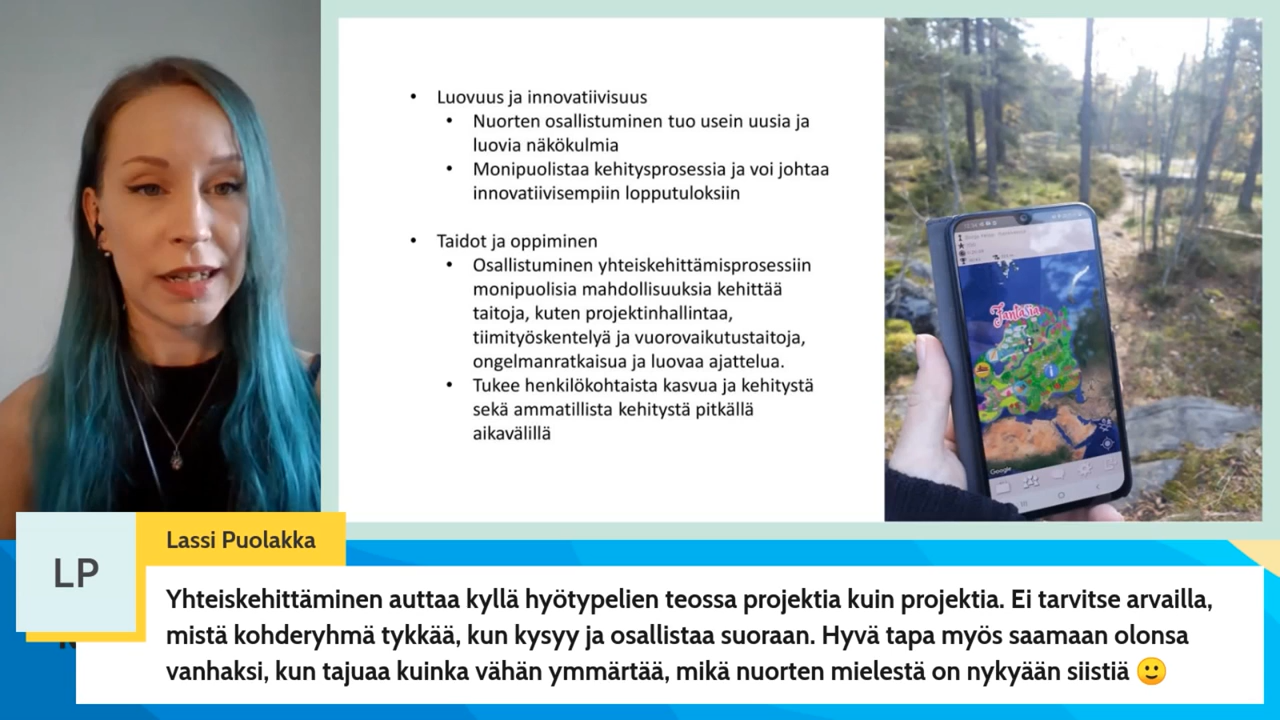 • Luovuus ja innovatiivisuus
• Nuorten osallistuminen tuo usein uusia ja
luovia näkökulmia
• Monipuolistaa kehitysprosessia ja voi johtaa
innovatiivisempiin lopputuloksiin
• Taidot ja oppiminen
• Osallistuminen yhteiskehittämisprosessiin
monipuolisia mahdollisuuksia kehittää
taitoja, kuten projektinhallintaa,
tiimityöskentelyä ja vuorovaikutustaitoja,
ongelmanratkaisua ja luovaa ajattelua.
• Tukee henkilökohtaista kasvua ja kehitystä
sekä ammatillista kehitystä pitkällä
aikavälillä
Fantasia
Google
LP
Lassi Puolakka
Yhteiskehittäminen auttaa kyllä hyötypelien teossa projektia kuin projektia. Ei tarvitse arvailla,
mistä kohderyhmä tykkää, kun kysyy ja osallistaa suoraan. Hyvä tapa myös saamaan olonsa
vanhaksi, kun tajuaa kuinka vähän ymmärtää, mikä nuorten mielestä on nykyään siistiä 🙂